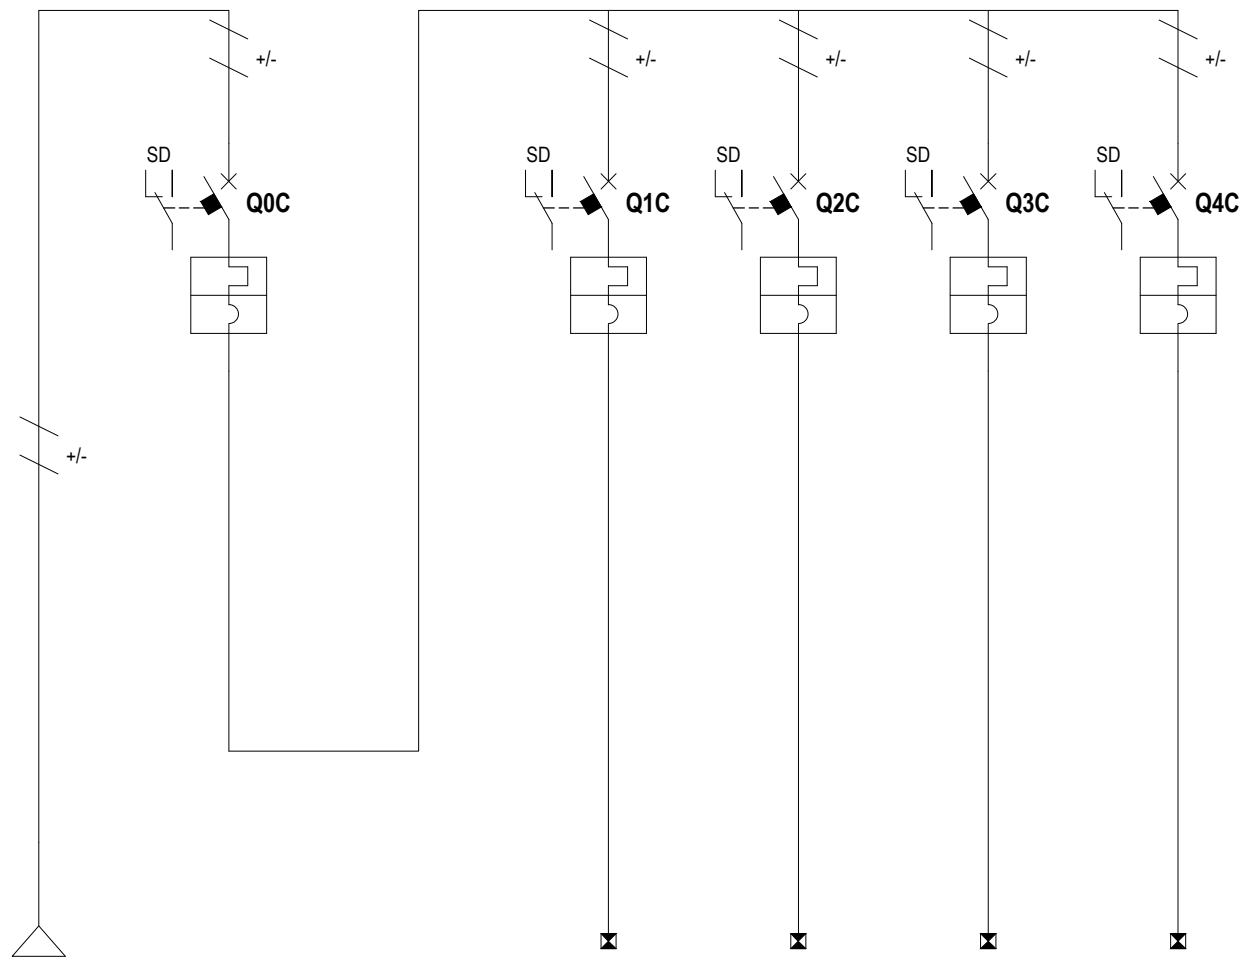 +/- +/- +/- +/- +/-
SD SD SD SD SD
Q0C Q1C Q2C Q3C Q4C
+/-